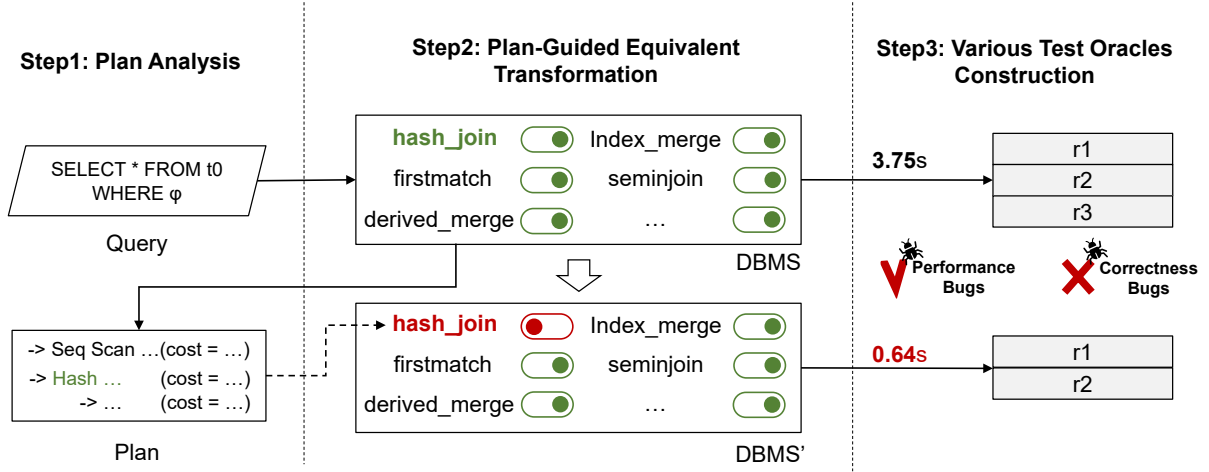 Step1: Plan Analysis
SELECT * FROM t0
WHERE φ
Query
-> Seq Scan …(cost = …)
-> Hash … (cost = …)
-> … (cost = …)
Plan
Step2: Plan-Guided Equivalent
Transformation
hash_join Index_merge
firstmatch seminjoin
derived_merge …
DBMS
hash_join Index_merge
firstmatch seminjoin
derived_merge …
DBMS’
Step3: Various Test Oracles
Construction
3.75s
r1
r2
r3
Performance
Bugs
Correctness
Bugs
0.64s
r1
r2